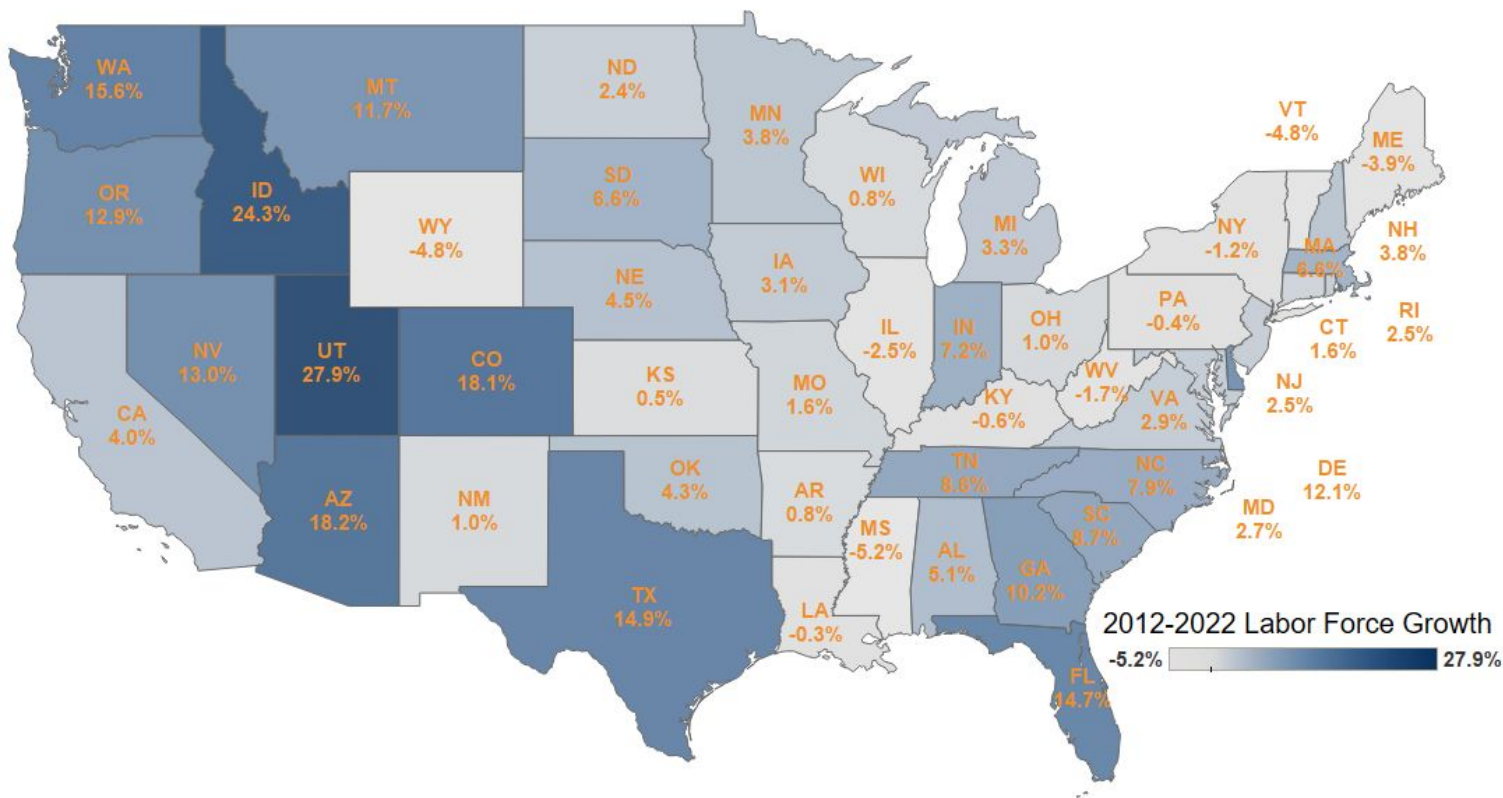 WA
15.6%
MT
11.7%
ND
2.4%
MN
3.8%
VT
-4.8%
ME
-3.9%
OR
12.9%
ID
24.3%
WY
-4.8%
SD
6.6%
WI
0.8%
MI
3.3%
NY
-1.2%
MA
6.6%
NH
3.8%
NE
4.5%
IA
3.1%
IL
-2.5%
IN
7.2%
OH
1.0%
PA
-0.4%
CT
1.6%
RI
2.5%
NV
13.0%
UT
27.9%
CO
18.1%
KS
0.5%
MO
1.6%
KY
-0.6%
WV
-1.7%
VA
2.9%
NJ
2.5%
CA
4.0%
AZ
18.2%
NM
1.0%
OK
4.3%
AR
0.8%
TN
8.6%
NC
7.9%
DE
12.1%
MD
2.7%
MS
-5.2%
AL
5.1%
GA
10.2%
SC
8.7%
TX
14.9%
LA
-0.3%
FL
14.7%
2012-2022 Labor Force Growth
-5.2% 27.9%